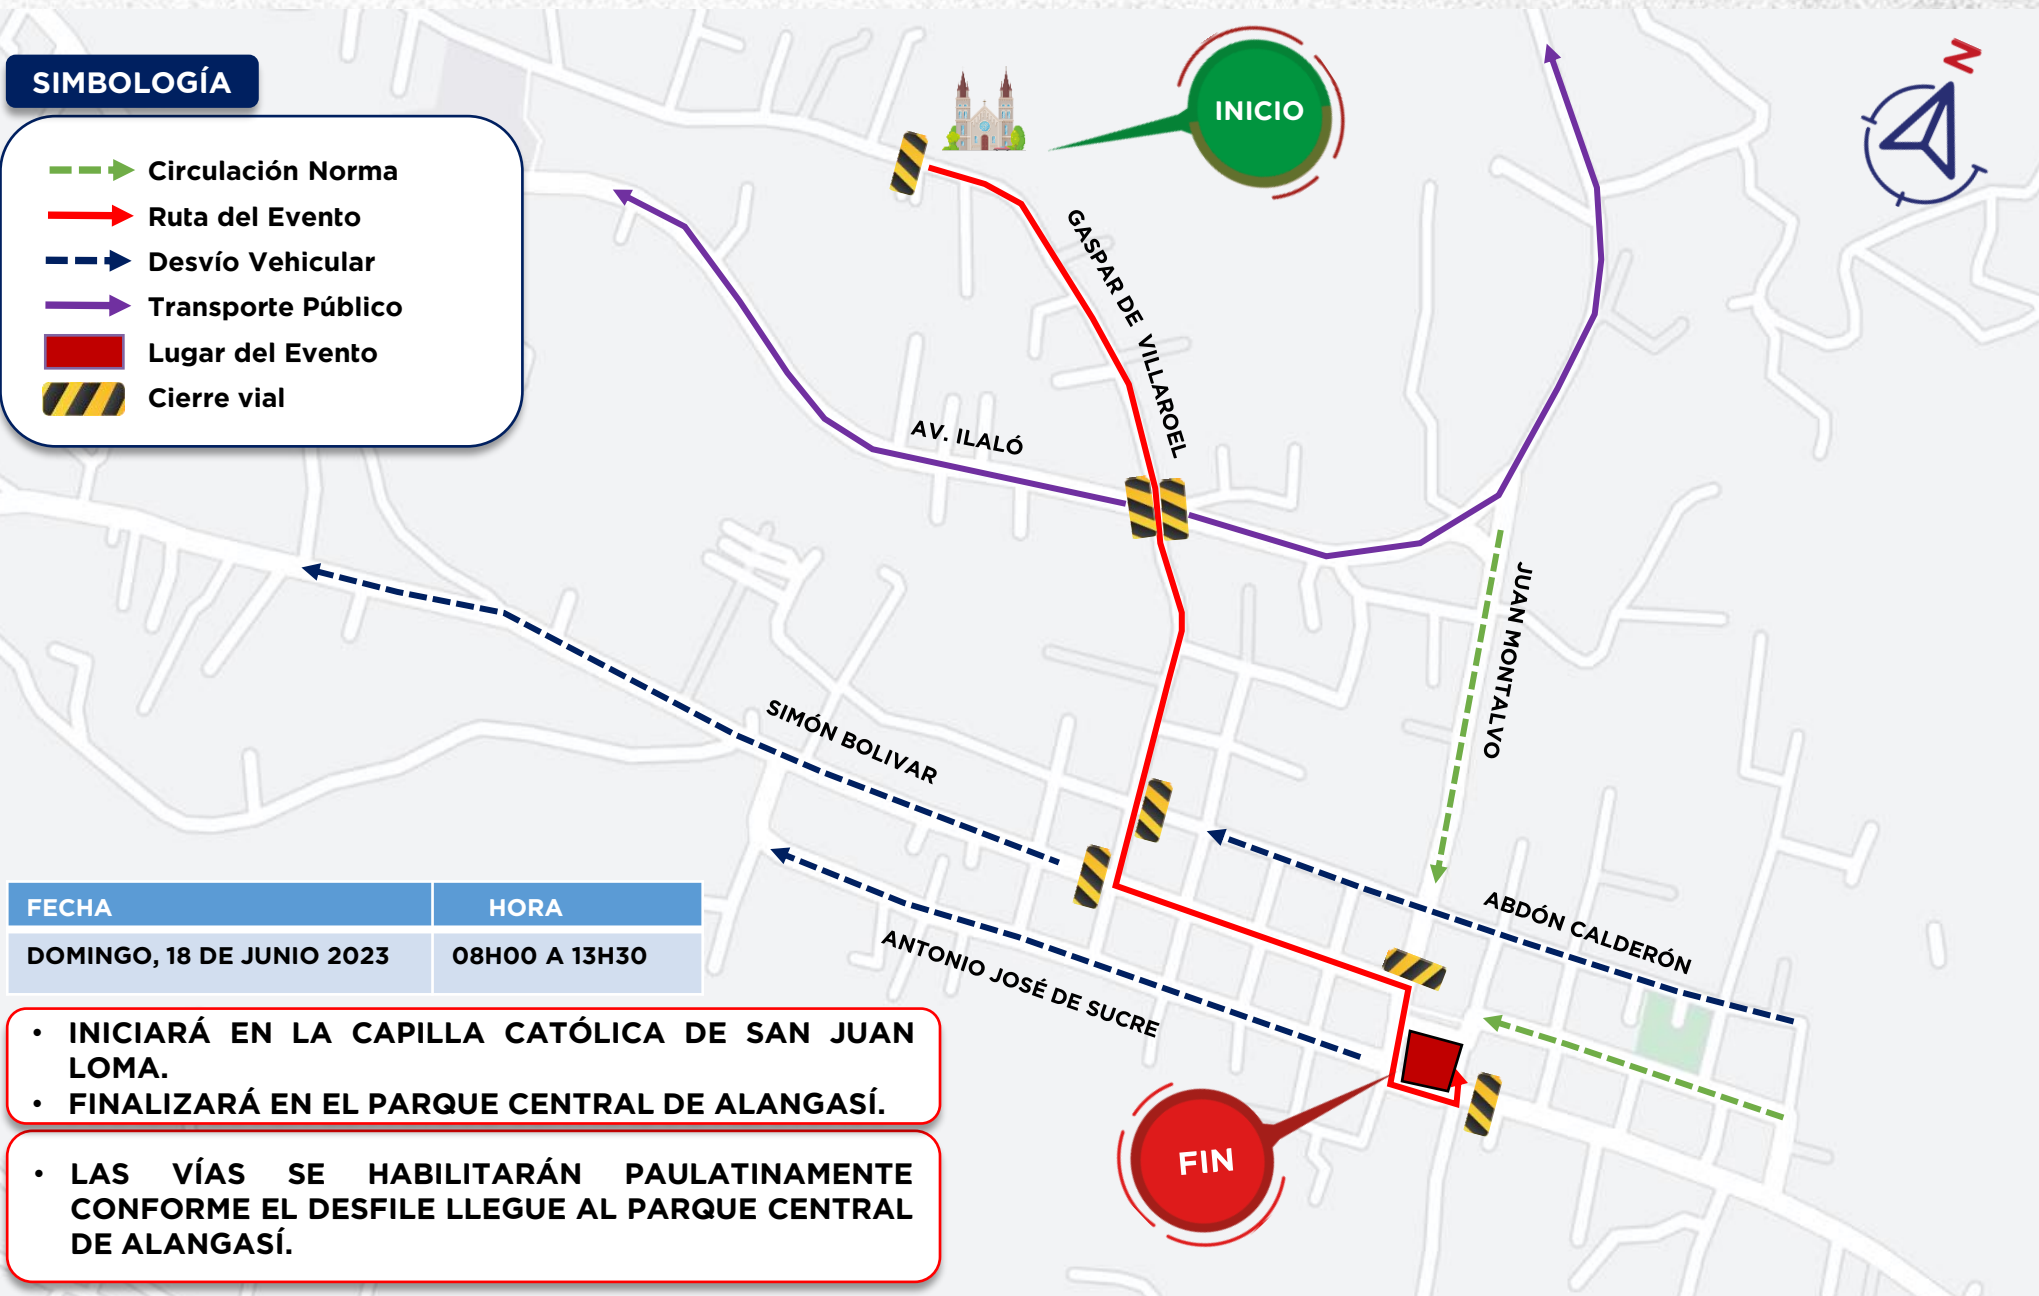 SIMBOLOGÍA
Circulación Norma
Ruta del Evento
Desvío Vehicular
Transporte Público
Lugar del Evento
Cierre vial
INICIO
N
GASPAR DE VILLAROEL
AV. ILALÓ
JUAN MONTALVO
SIMÓN BOLIVAR
ABDÓN CALDERÓN
ANTONIO JOSÉ DE SUCRE
FIN
FECHA HORA
DOMINGO, 18 DE JUNIO 2023 08H00 A 13H30
• INICIARÁ EN LA CAPILLA CATÓLICA DE SAN JUAN
LOMA.
• FINALIZARÁ EN EL PARQUE CENTRAL DE ALANGASÍ.
• LAS VÍAS SE HABILITARÁN PAULATINAMENTE
CONFORME EL DESFILE LLEGUE AL PARQUE CENTRAL
DE ALANGASÍ.